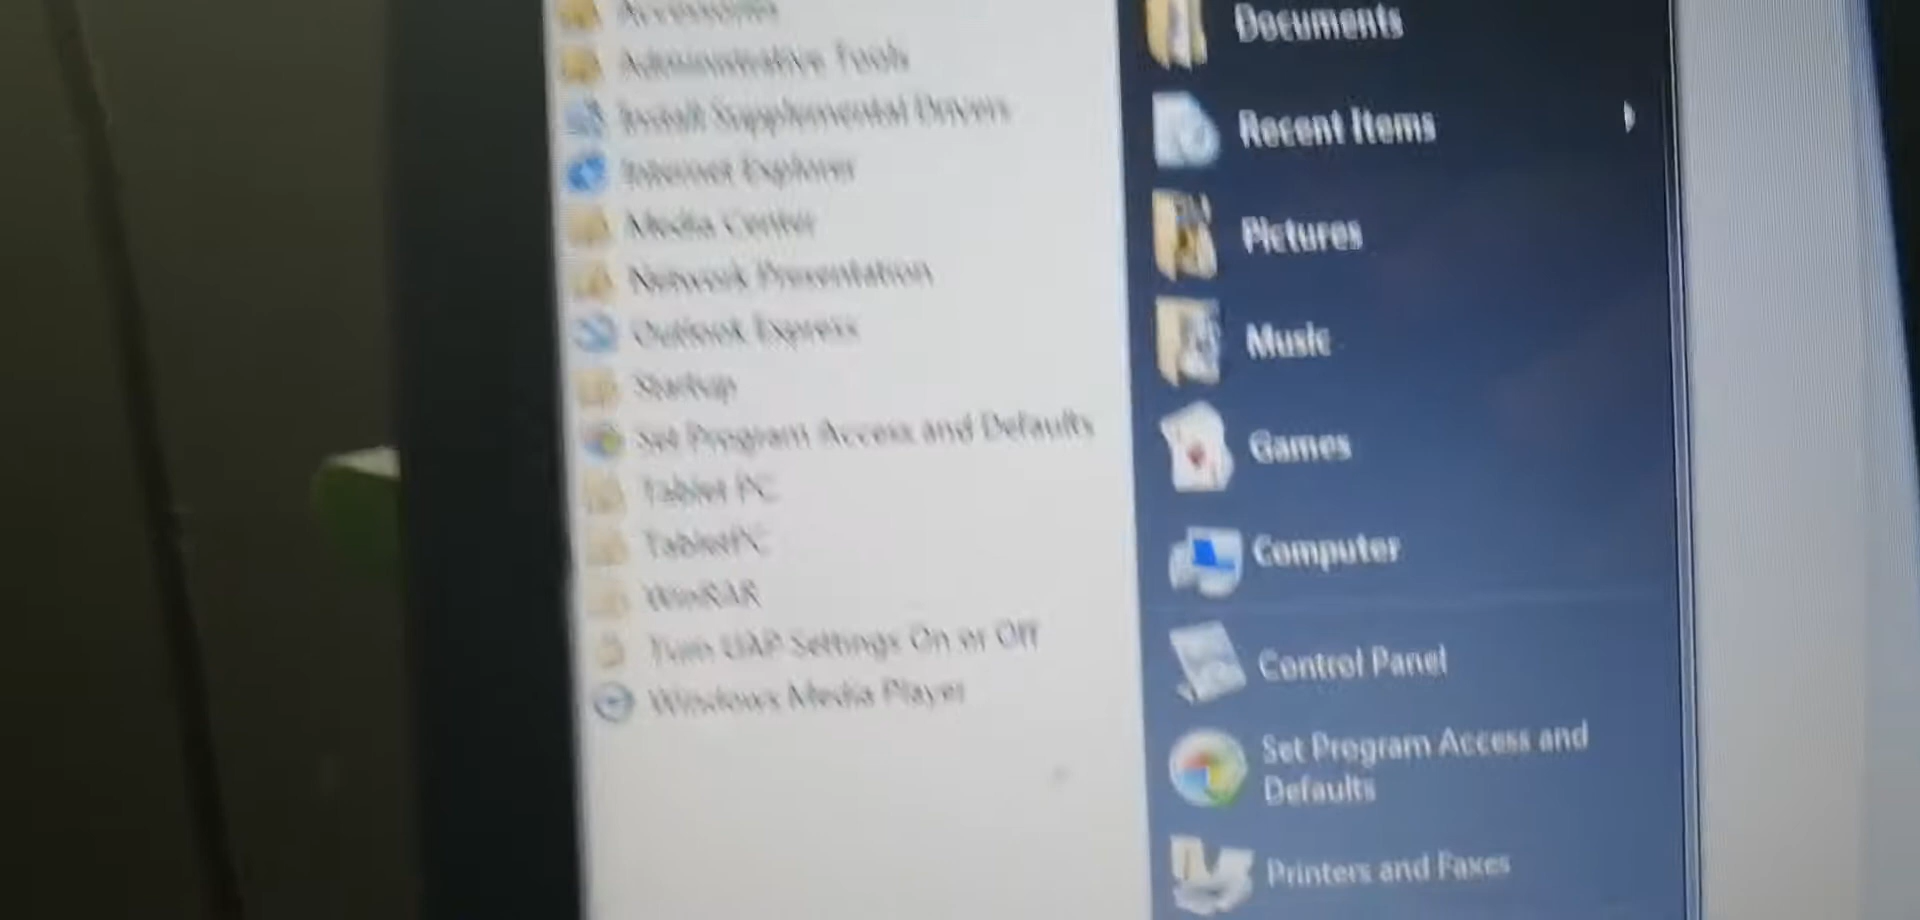 Accessories
Administrative Tools
Install Supplemental Drivers
Internet Explorer
Media Center
Network Presentation
Outlook Express
Startup
Set Program Access and Defaults
Tablet PC
TabletPC
WinRAR
Turn UAP Settings On or Off
Windows Media Player
Documents
Recent Items
Pictures
Music
Games
Computer
Control Panel
Set Program Access and
Defaults
Printers and Faxes